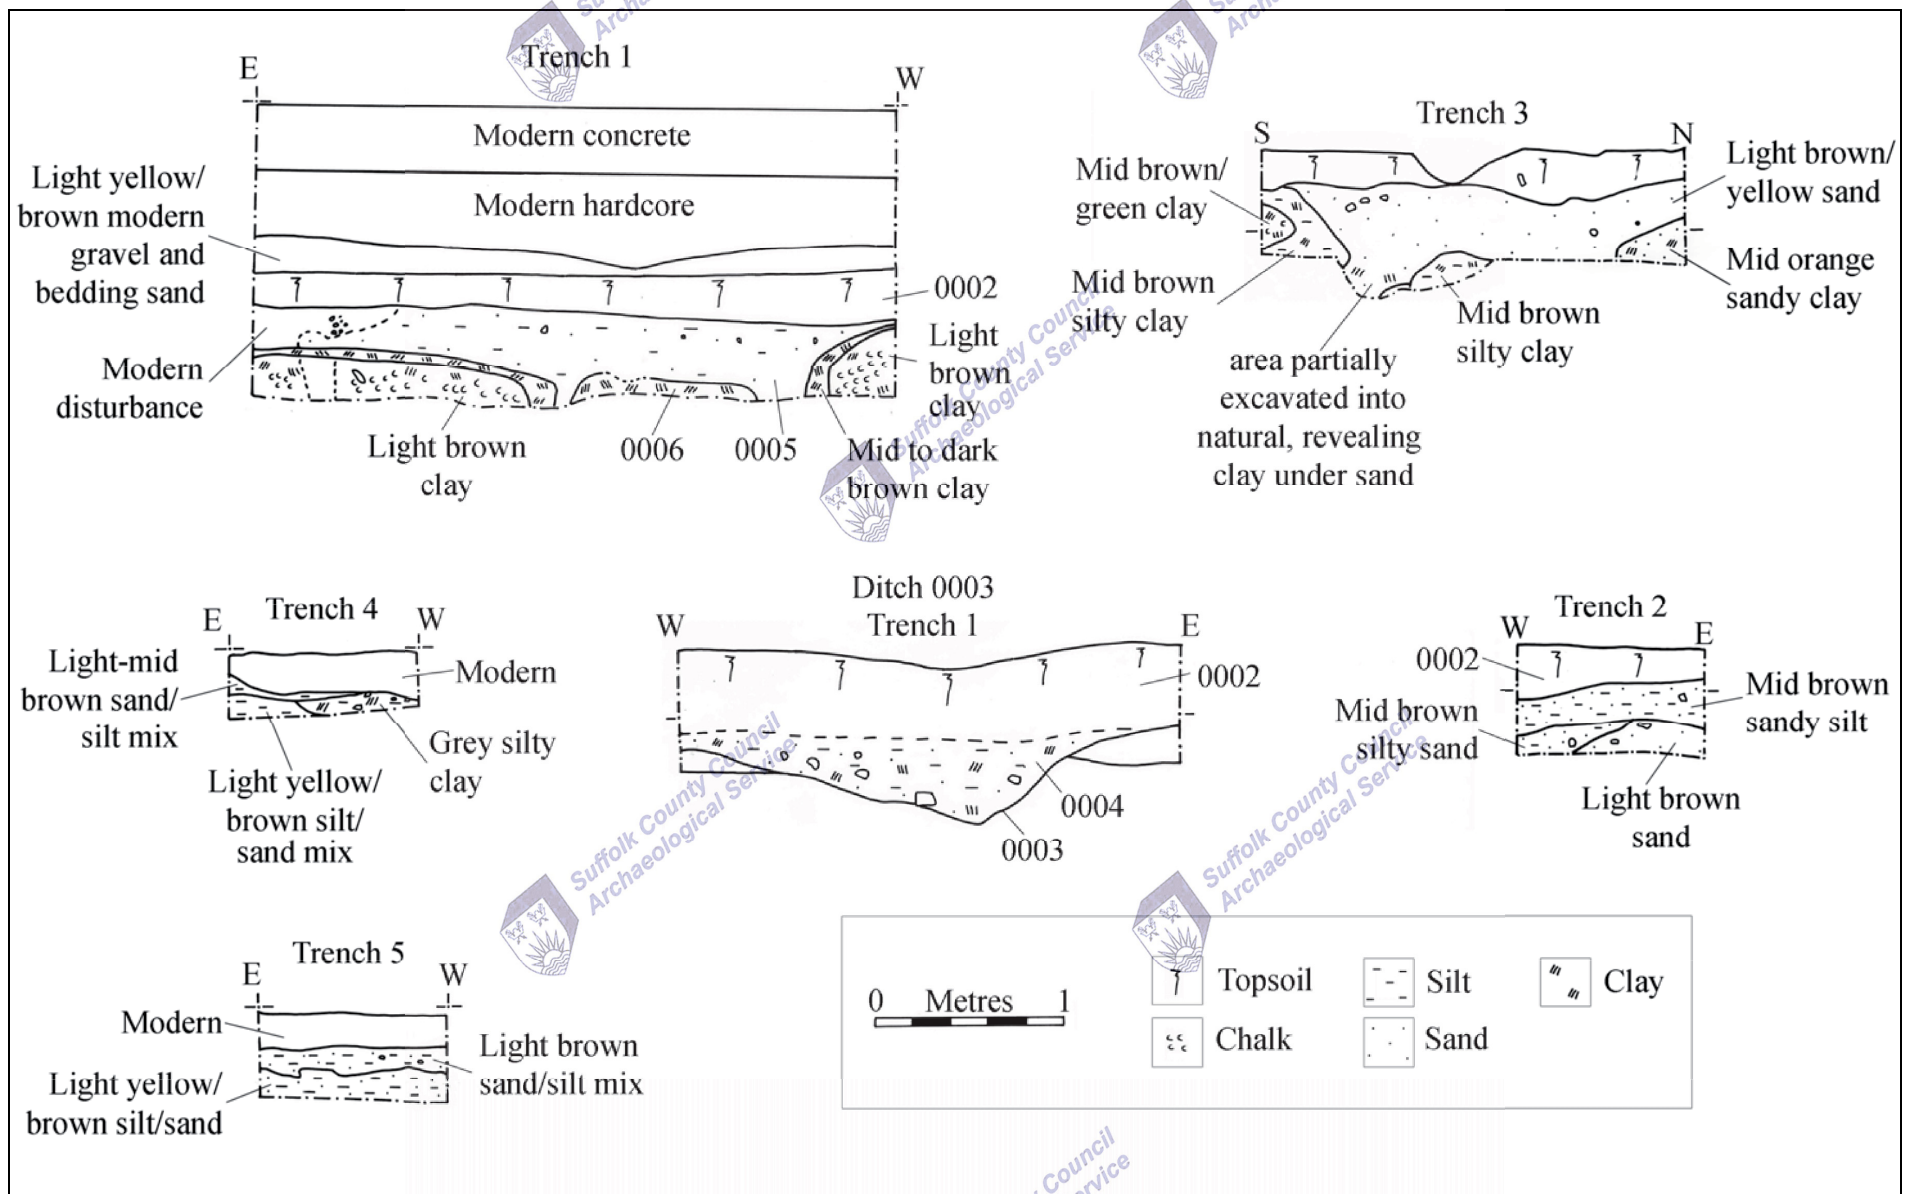 Trench 1
E
W
Modern concrete
Modern hardcore
Light yellow/
brown modern
gravel and
bedding sand
0002
Modern
disturbance
Light
brown
clay
Light brown
clay
0006
0005
Mid to dark
brown clay
Trench 3
S
N
Mid brown/
green clay
Light brown/
yellow sand
Mid brown
silty clay
Mid orange
sandy clay
Mid brown
silty clay
area partially
excavated into
natural, revealing
clay under sand
Trench 4
E
W
Light-mid
brown sand/
silt mix
Modern
Grey silty
clay
Light yellow/
brown silt/
sand mix
Ditch 0003
Trench 1
W
E
0002
0004
0003
Trench 2
W
E
0002
Mid brown
sandy silt
Mid brown
silty sand
Light brown
sand
Trench 5
E
W
Modern
Light brown
sand/silt mix
Light yellow/
brown silt/sand
0 Metres 1
Topsoil
Silt
Clay
Chalk
Sand
Suffolk County Council
Archaeological Service
Suffolk County Council
Archaeological Service
Suffolk County Council
Archaeological Service